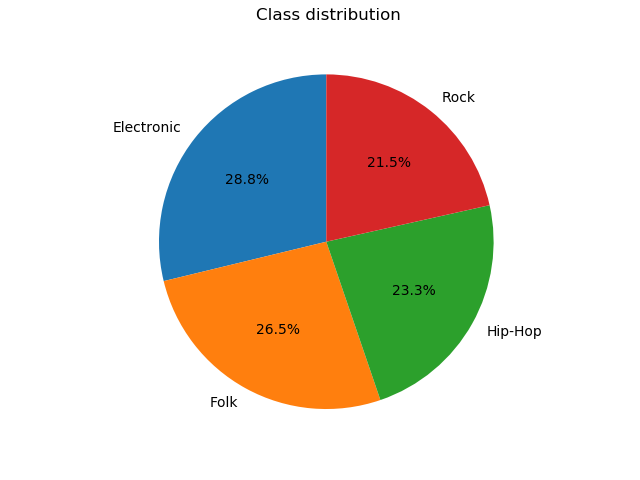 Class distribution
Rock
Electronic
21.5%
28.8%
23.3%
26.5%
Hip-Hop
Folk